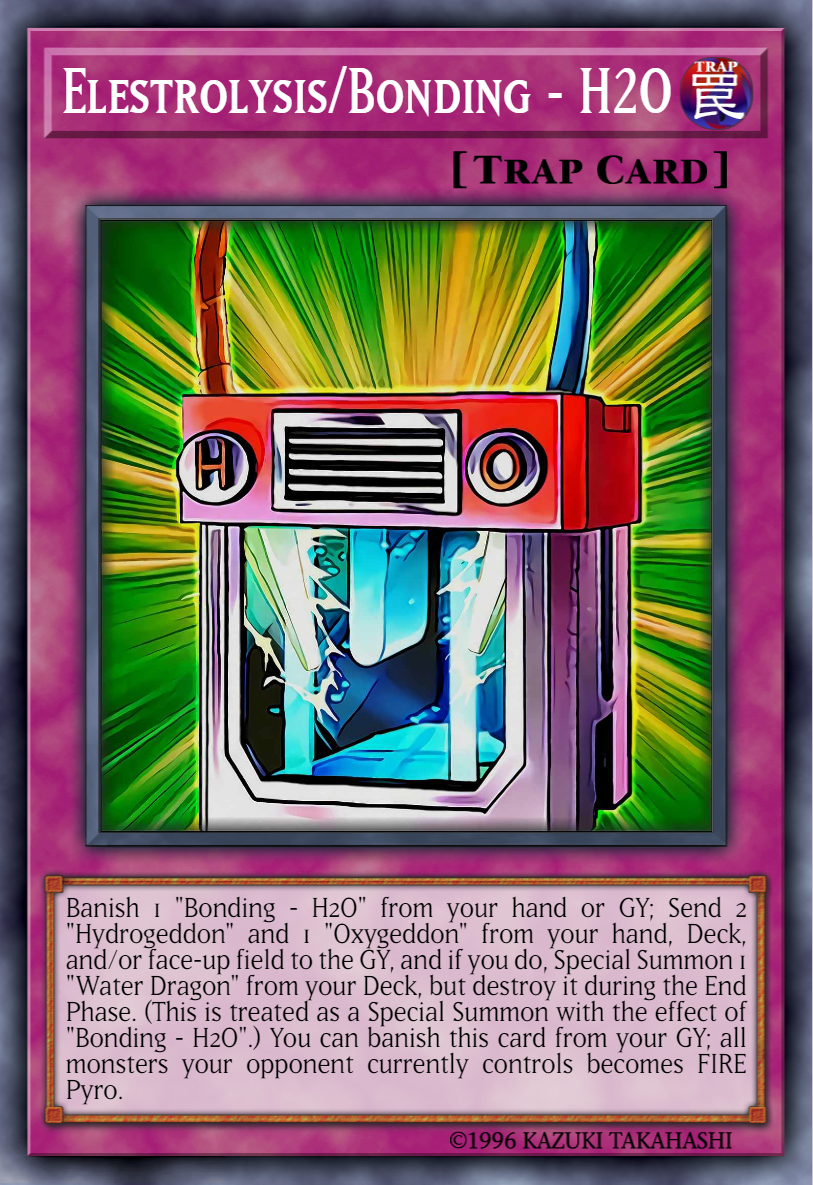 Elestrolysis/Bonding - H2O
TRAP
罠
[Trap Card]
H
O
Banish 1 "Bonding - H2O" from your hand or GY; Send 2
"Hydrogeddon" and 1 "Oxygeddon" from your hand, Deck,
and/or face-up field to the GY, and if you do, Special Summon 1
"Water Dragon" from your Deck, but destroy it during the End
Phase. (This is treated as a Special Summon with the effect of
"Bonding - H2O".) You can banish this card from your GY; all
monsters your opponent currently controls becomes FIRE
Pyro.
©1996 KAZUKI TAKAHASHI